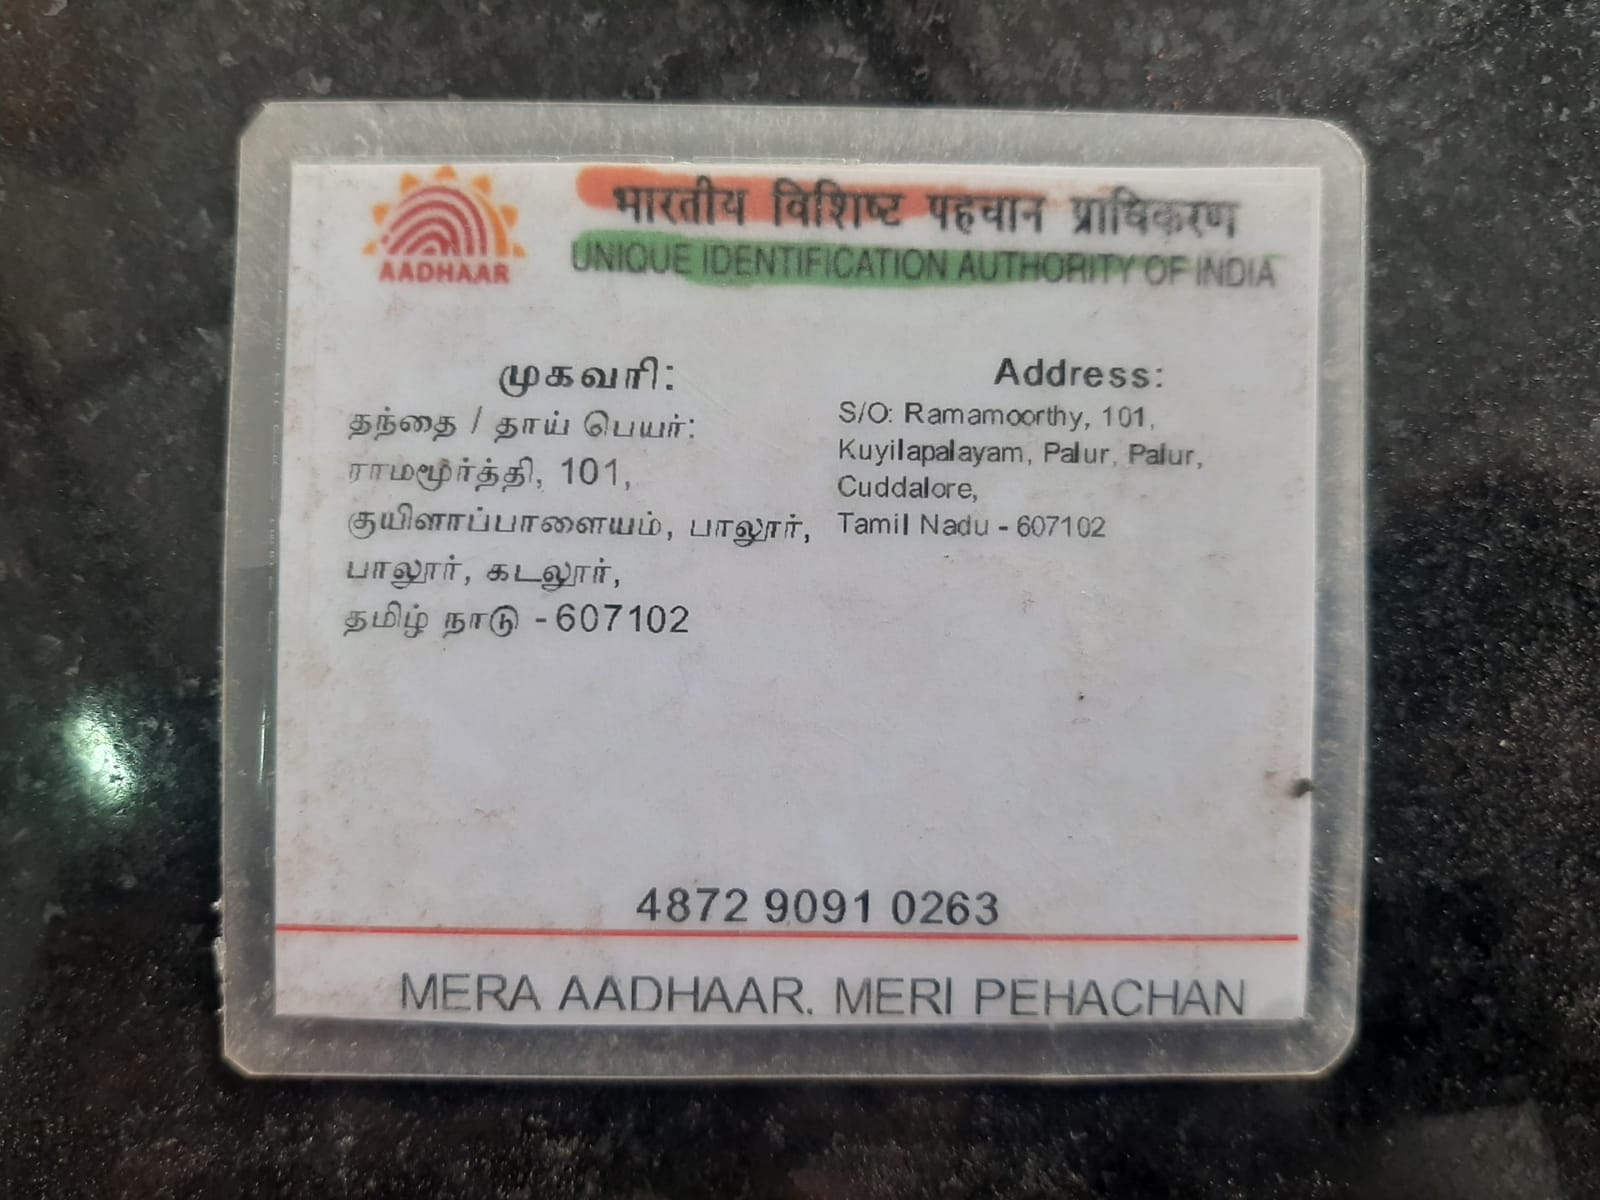 AADHAAR
भारतीय विशिष्ट पहचान प्राधिकरण
UNIQUE IDENTIFICATION AUTHORITY OF INDIA
முகவரி:
தந்தை / தாய் பெயர்:
ராமமூர்த்தி, 101,
குயிளாப்பாளையம், பாலூர்,
பாலூர், கடலூர்,
தமிழ் நாடு - 607102
Address:
S/O: Ramamoorthy, 101,
Kuyilapalayam, Palur, Palur,
Cuddalore,
Tamil Nadu - 607102
4872 9091 0263
MERA AADHAAR, MERI PEHACHAN